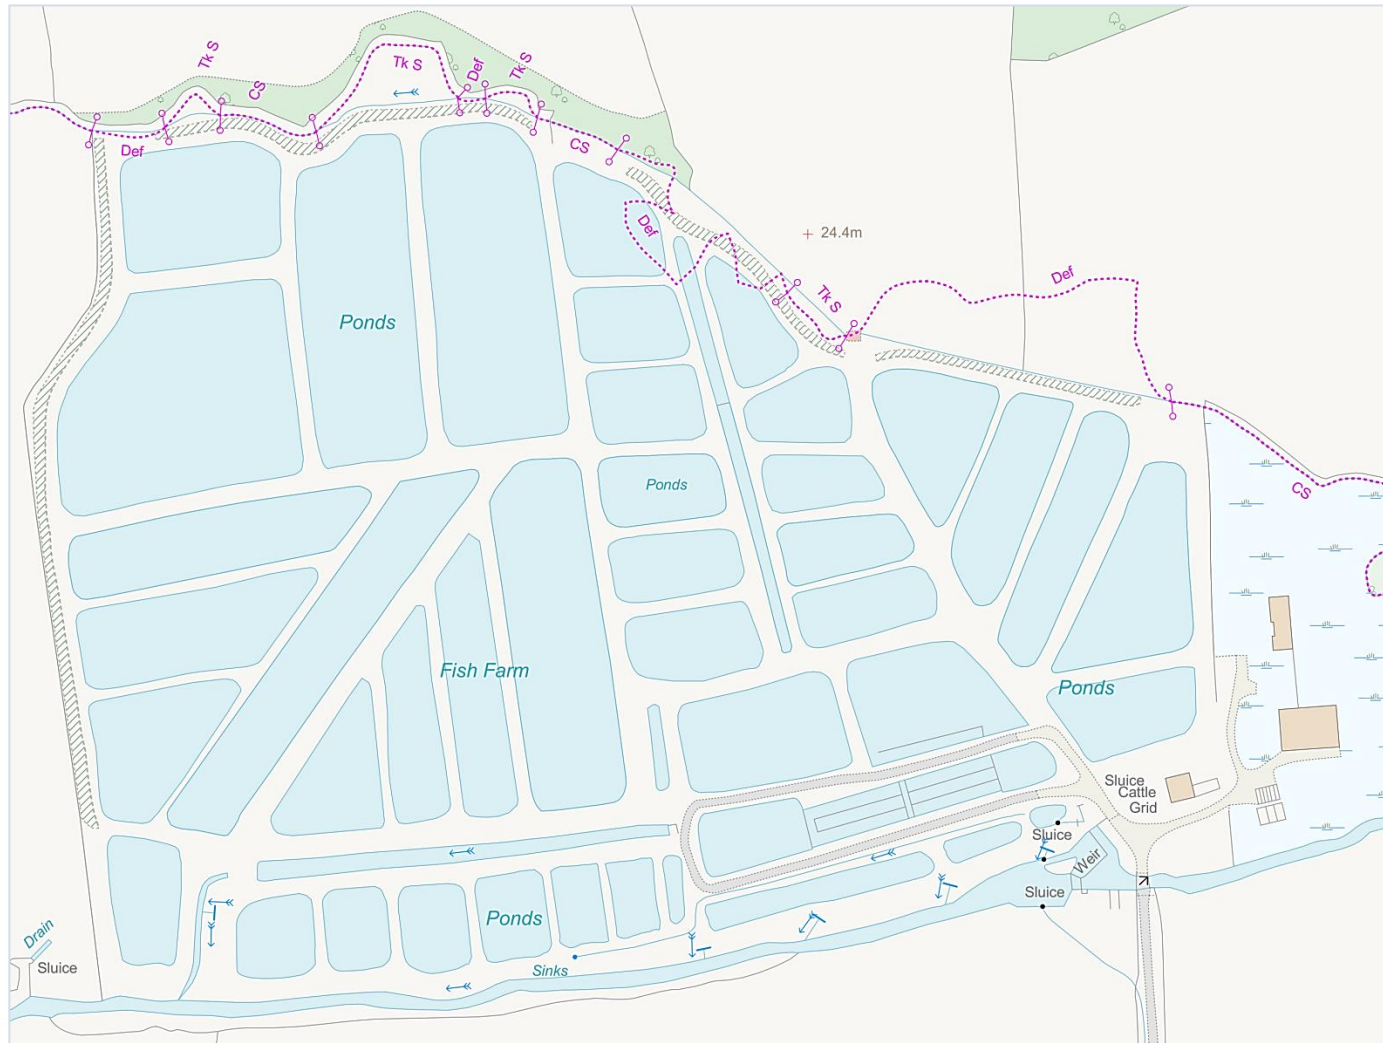 Tk S
CS
Tk S
Def
Tk S
Def
CS
Def
24.4m
Tk S
Def
Ponds
Ponds
CS
Fish Farm
Ponds
Sluice
Cattle
Grid
Sluice
Weir
Sluice
Ponds
Drain
Sluice
Sinks